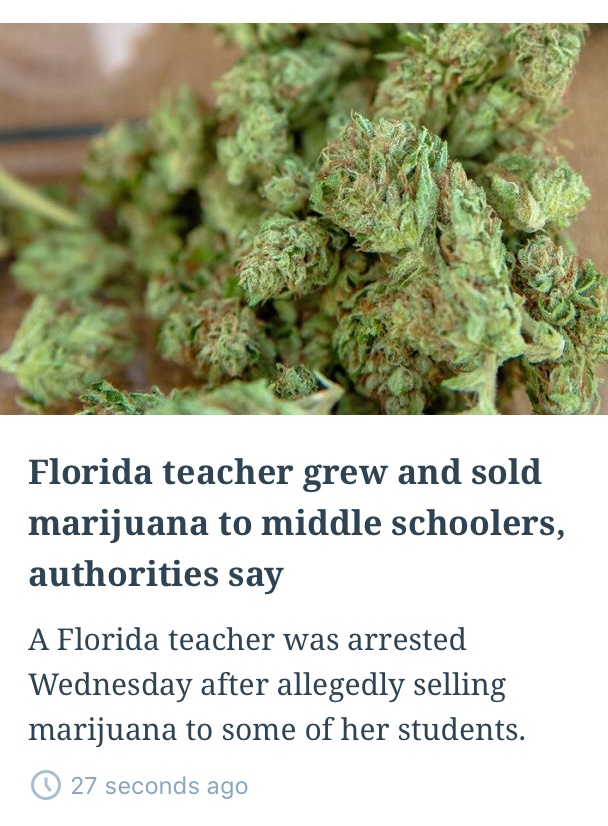 Florida teacher grew and sold
marijuana to middle schoolers,
authorities say
A Florida teacher was arrested
Wednesday after allegedly selling
marijuana to some of her students.
27 seconds ago